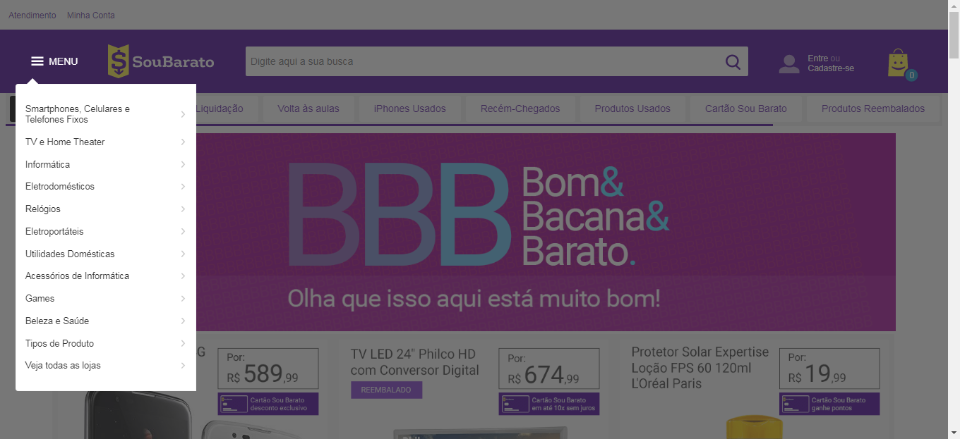 Atendimento Minha Conta
MENU
SouBarato
Digite aqui a sua busca
Entre ou
Cadastre-se
0
Liquidação Volta às aulas iPhones Usados Recém-Chegados Produtos Usados Cartão Sou Barato Produtos Reembalados
Smartphones, Celulares e
Telefones Fixos
TV e Home Theater
Informática
Eletrodomésticos
Relógios
Eletroportáteis
Utilidades Domésticas
Acessórios de Informática
Games
Beleza e Saúde
Tipos de Produto
Veja todas as lojas
BBB
Bom&
Bacana&
Barato.
Olha que isso aqui está muito bom!
G
Por:
R$ 589,99
Cartão Sou Barato
desconto exclusivo
TV LED 24" Philco HD
com Conversor Digital
REEMBALADO
Por:
R$ 674,99
Cartão Sou Barato
em até 10x sem juros
Protetor Solar Expertise
Loção FPS 60 120ml
L'Oréal Paris
Por:
R$ 19,99
Cartão Sou Barato
ganhe pontos